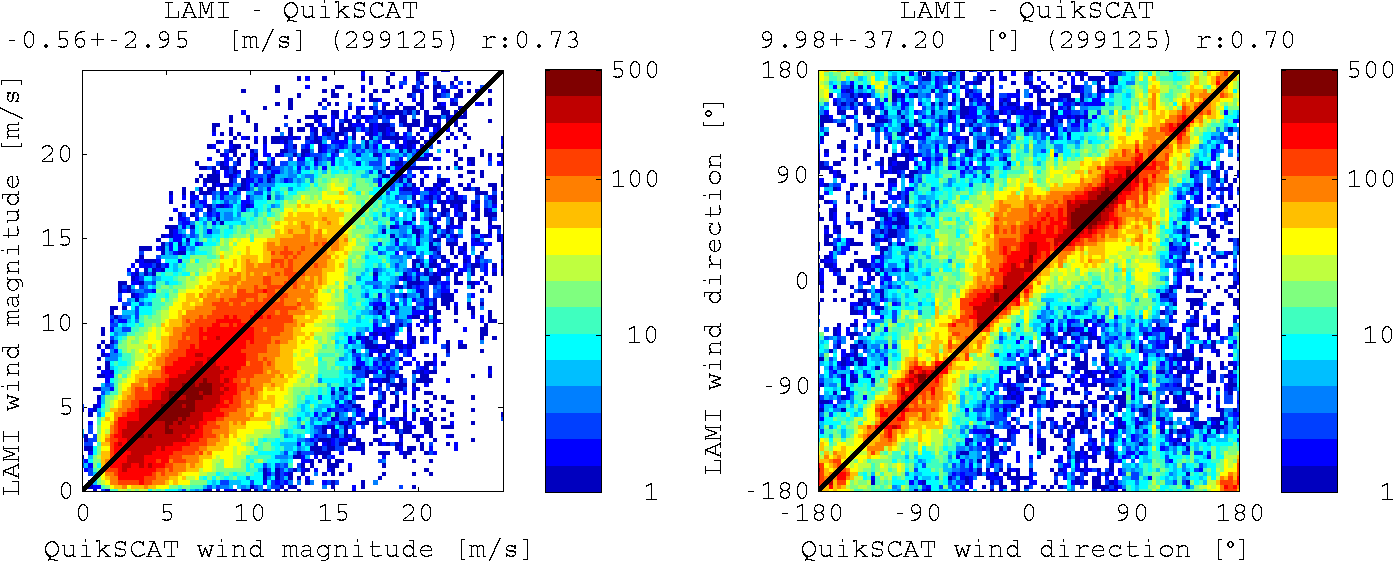 LAMI - QuikSCAT
-0.56+-2.95 [m/s] (299125) r:0.73
LAMI wind magnitude [m/s]
20
15
10
5
0
0 5 10 15 20
QuikSCAT wind magnitude [m/s]
500
100
10
1
LAMI - QuikSCAT
9.98+-37.20 [°] (299125) r:0.70
LAMI wind direction [°]
180
90
0
-90
-180
-180 -90 0 90 180
QuikSCAT wind direction [°]
500
100
10
1